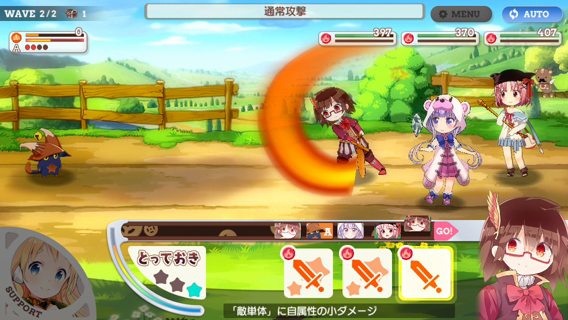 WAVE 2/2 1
通常攻撃
MENU
AUTO
0
A
397
370
407
A
GO!
とっておき
SUPPORT
「敵単体」に自属性の小ダメージ